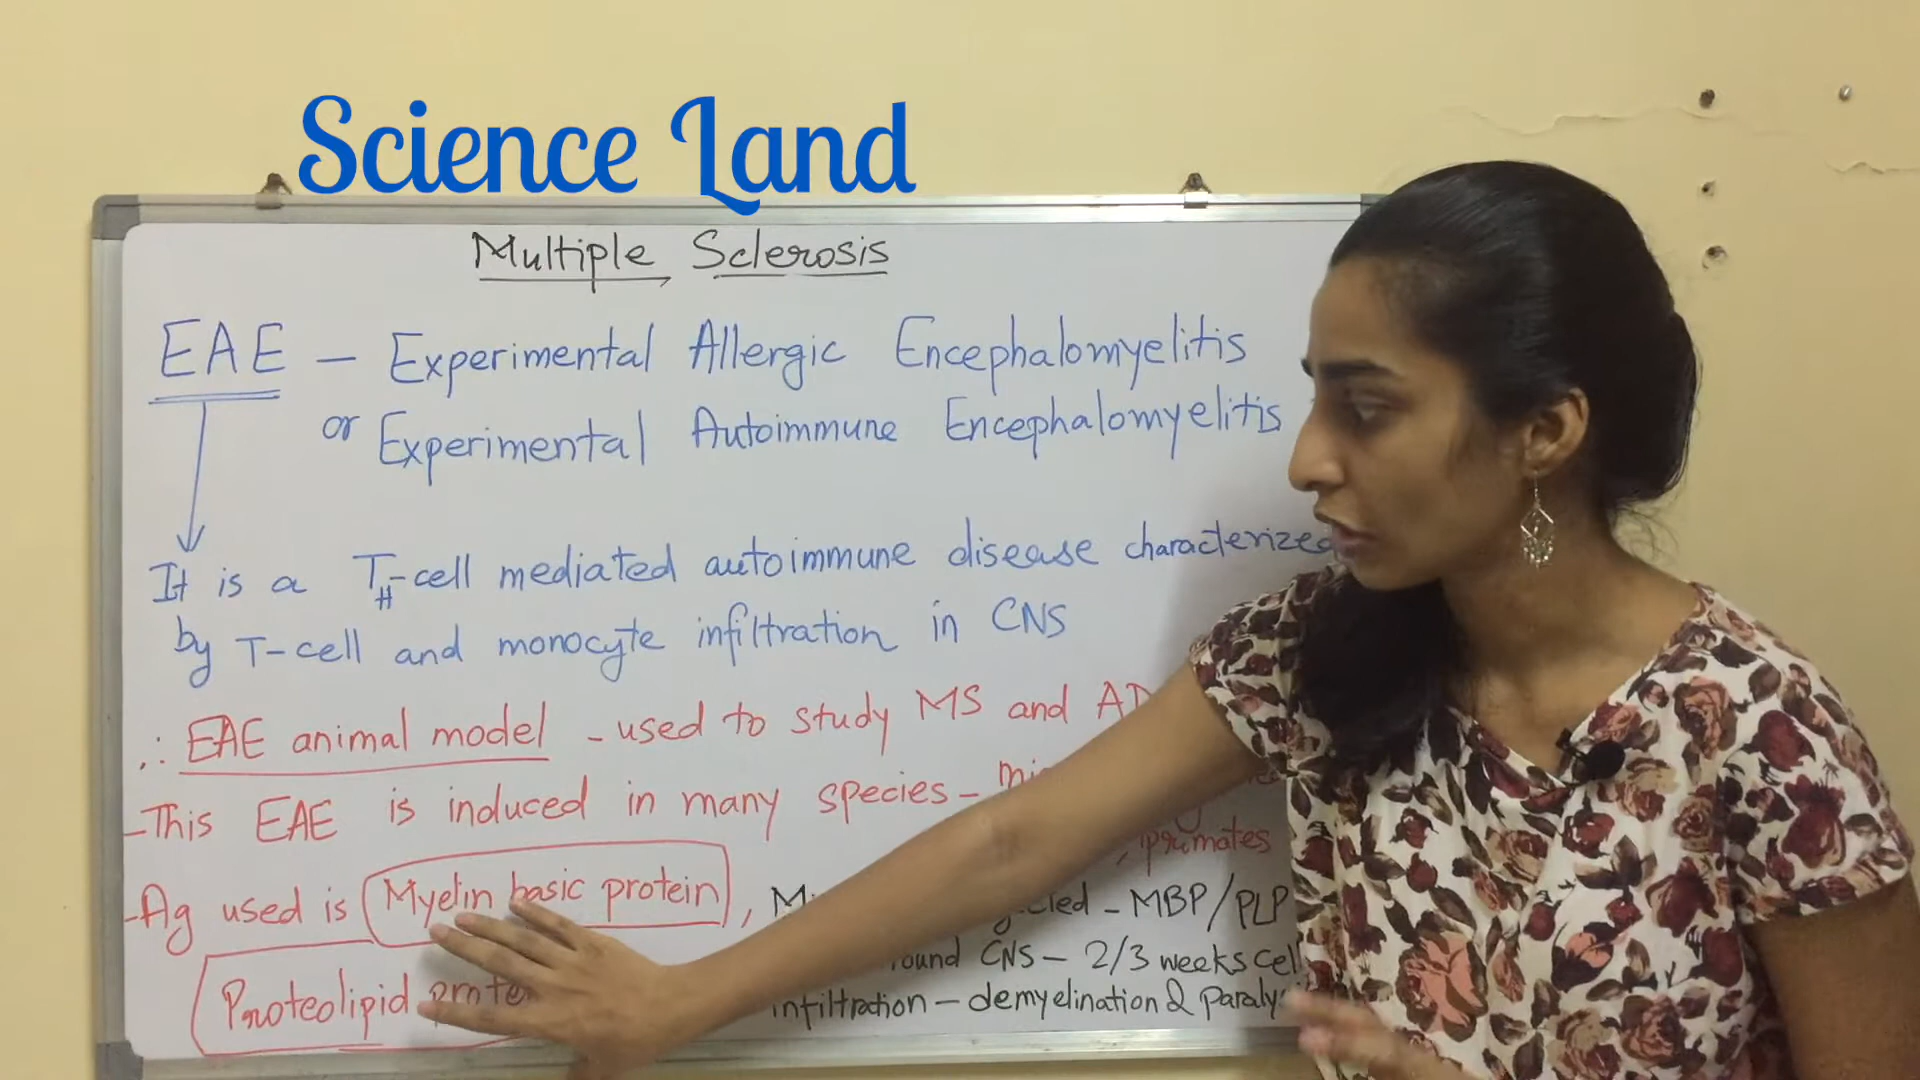 Science Land
Multiple Sclerosis
EAE - Experimental Allergic Encephalomyelitis
or Experimental Autoimmune Encephalomyelitis
It is a TH-cell mediated autoimmune disease characterized
by T-cell and monocyte infiltration in CNS
∴ EAE animal model - used to study MS and AD
- This EAE is induced in many species -
, primates
- Ag used is Myelin basic protein,
Proteolipid
- MBP/PLP
CNS - 2/3 weeks cell
infiltration - demyelination &